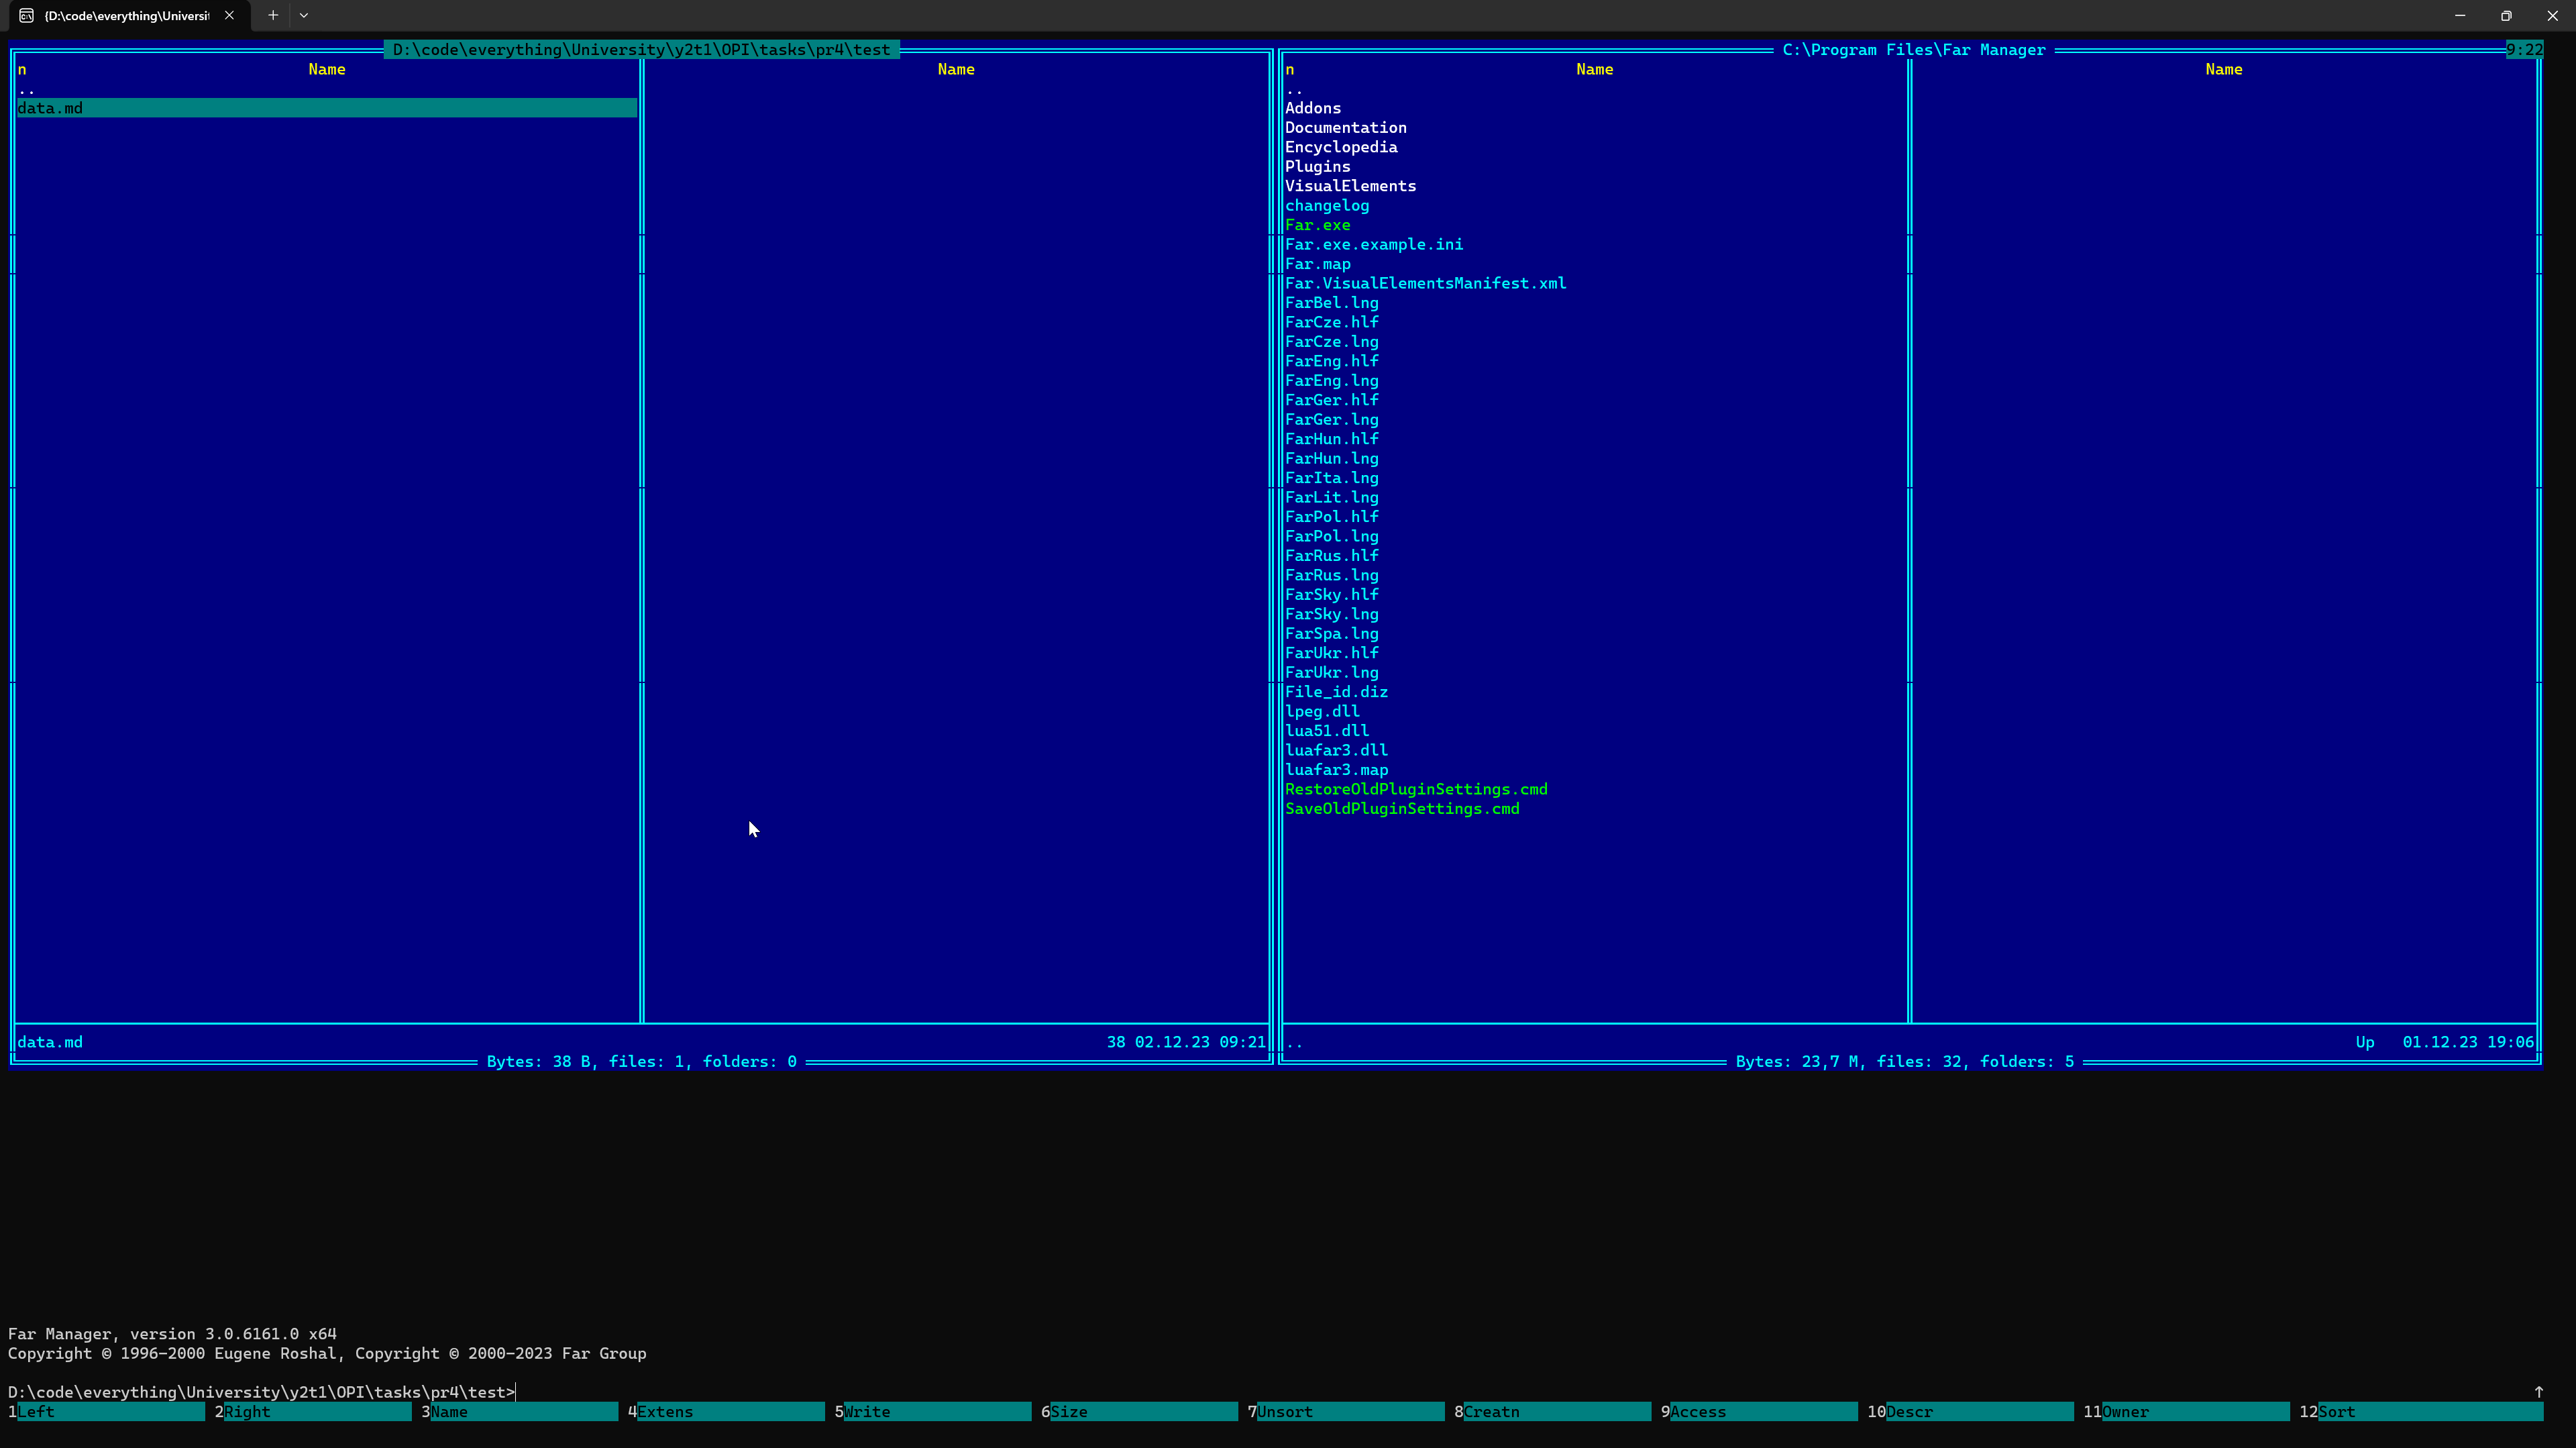 {D:\code\everything\Universi
D:\code\everything\University\y2t1\OPI\tasks\pr4\test
n Name Name
..
data.md
data.md 38 02.12.23 09:21
Bytes: 38 B, files: 1, folders: 0
C:\Program Files\Far Manager 9:22
n Name Name
..
Addons
Documentation
Encyclopedia
Plugins
VisualElements
changelog
Far.exe
Far.exe.example.ini
Far.map
Far.VisualElementsManifest.xml
FarBel.lng
FarCze.hlf
FarCze.lng
FarEng.hlf
FarEng.lng
FarGer.hlf
FarGer.lng
FarHun.hlf
FarHun.lng
FarIta.lng
FarLit.lng
FarPol.hlf
FarPol.lng
FarRus.hlf
FarRus.lng
FarSky.hlf
FarSky.lng
FarSpa.lng
FarUkr.hlf
FarUkr.lng
File_id.diz
lpeg.dll
lua51.dll
luafar3.dll
luafar3.map
RestoreOldPluginSettings.cmd
SaveOldPluginSettings.cmd
.. Up 01.12.23 19:06
Bytes: 23,7 M, files: 32, folders: 5
Far Manager, version 3.0.6161.0 x64
Copyright © 1996-2000 Eugene Roshal, Copyright © 2000-2023 Far Group
D:\code\everything\University\y2t1\OPI\tasks\pr4\test> ↑
1Left 2Right 3Name 4Extens 5Write 6Size 7Unsort 8Creatn 9Access 10Descr 11Owner 12Sort